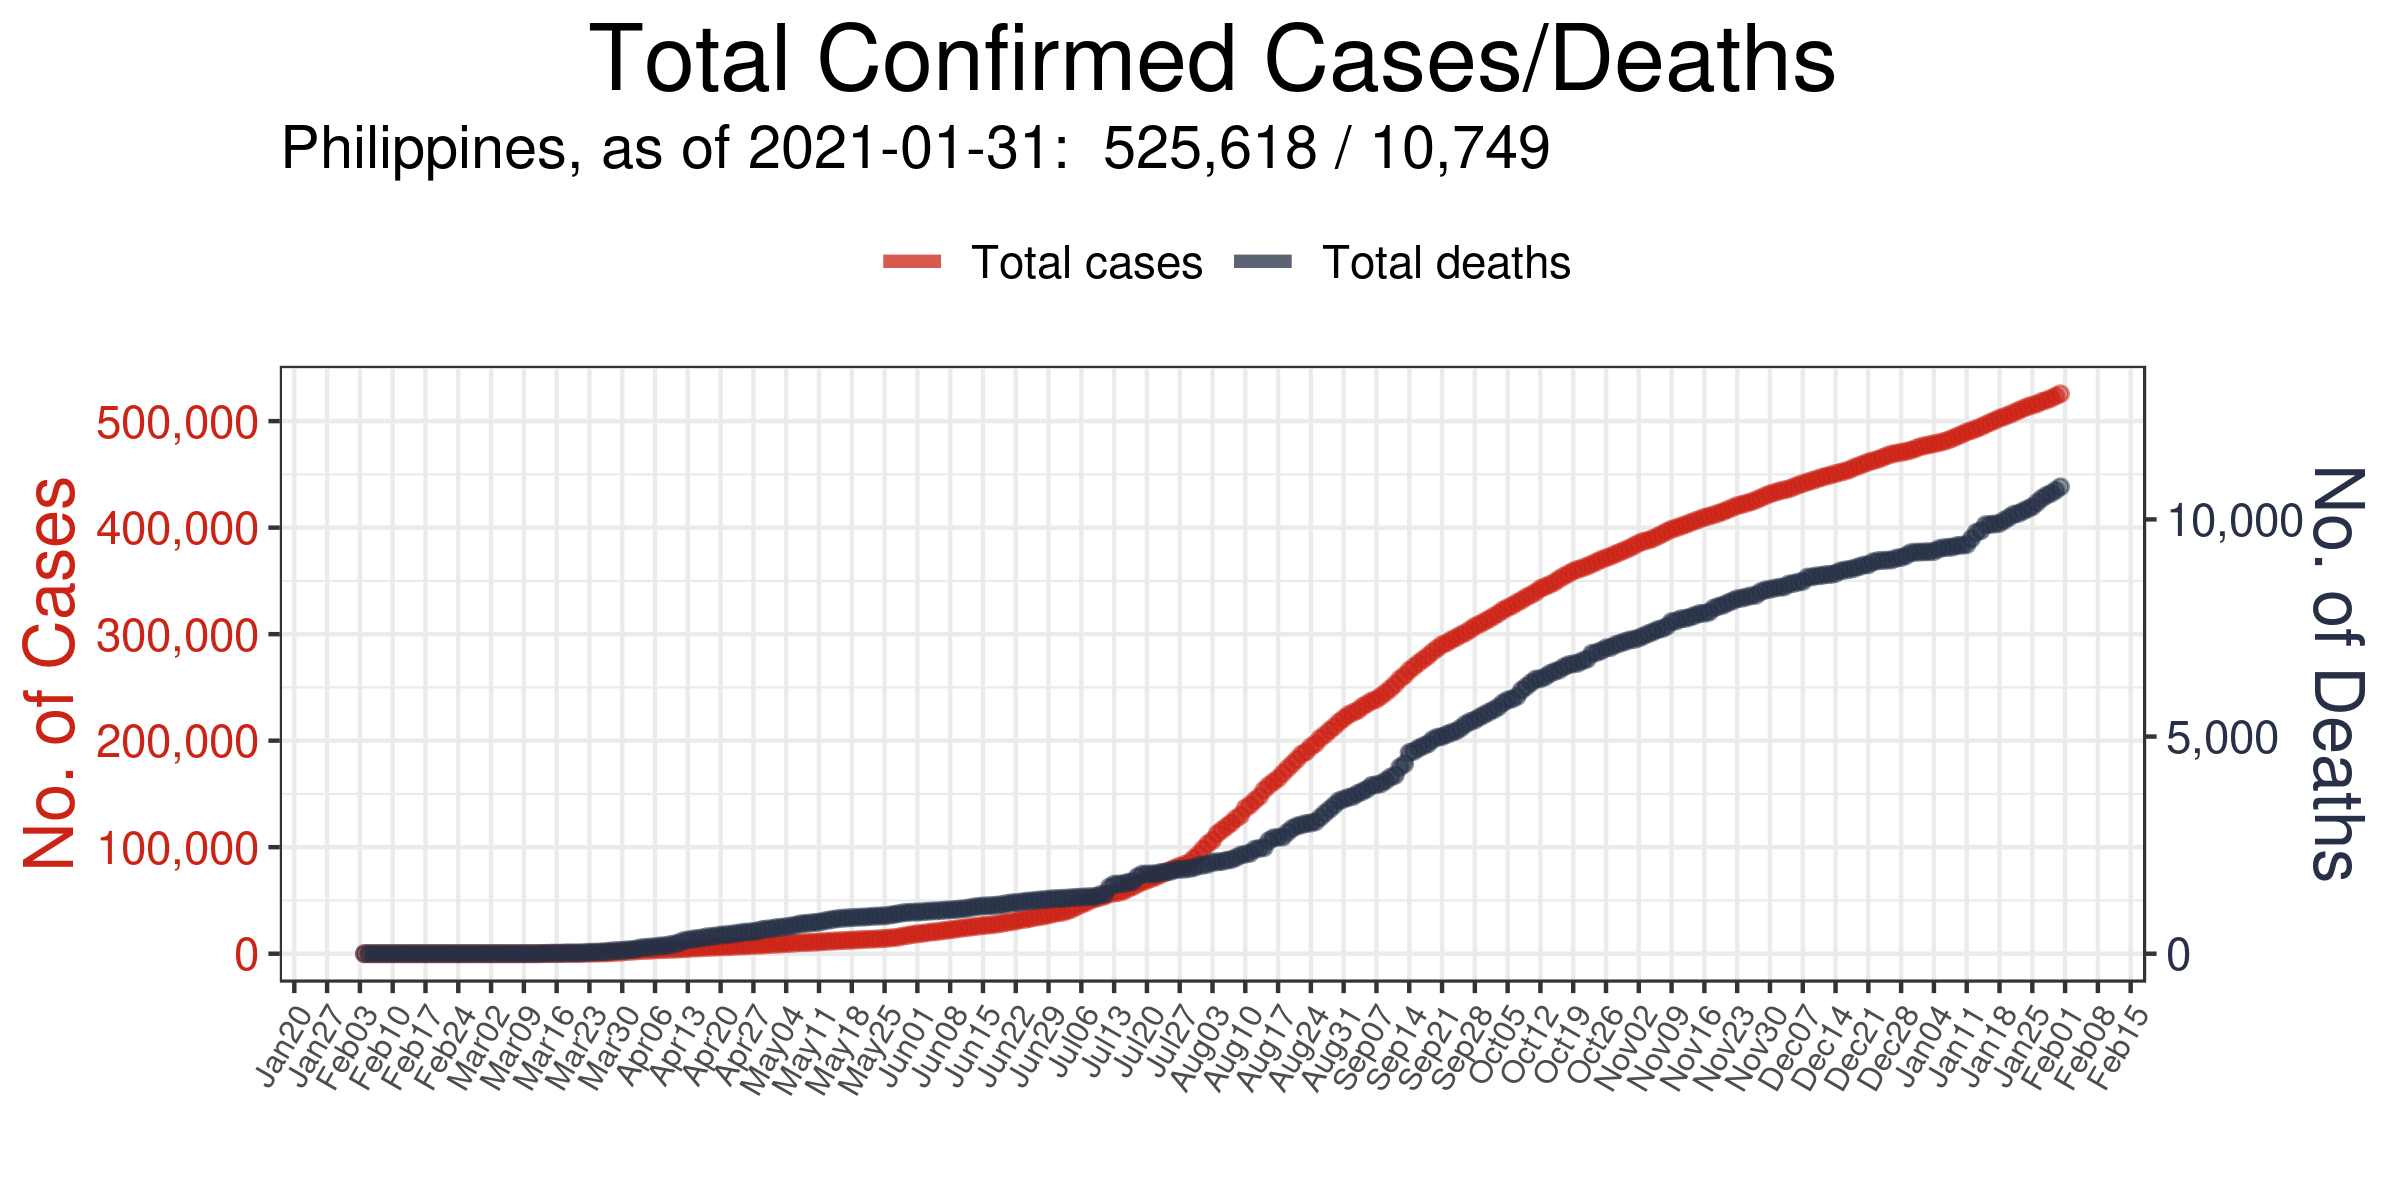 Total Confirmed Cases/Deaths
Philippines, as of 2021-01-31:  525,618 / 10,749
Total cases
Total deaths
No. of Cases
500,000
400,000
300,000
200,000
100,000
0
10,000
5,000
0
No. of Deaths
Jan20
Jan27
Feb03
Feb10
Feb17
Feb24
Mar02
Mar09
Mar16
Mar23
Mar30
Apr06
Apr13
Apr20
Apr27
May04
May11
May18
May25
Jun01
Jun08
Jun15
Jun22
Jun29
Jul06
Jul13
Jul20
Jul27
Aug03
Aug10
Aug17
Aug24
Aug31
Sep07
Sep14
Sep21
Sep28
Oct05
Oct12
Oct19
Oct26
Nov02
Nov09
Nov16
Nov23
Nov30
Dec07
Dec14
Dec21
Dec28
Jan04
Jan11
Jan18
Jan25
Feb01
Feb08
Feb15